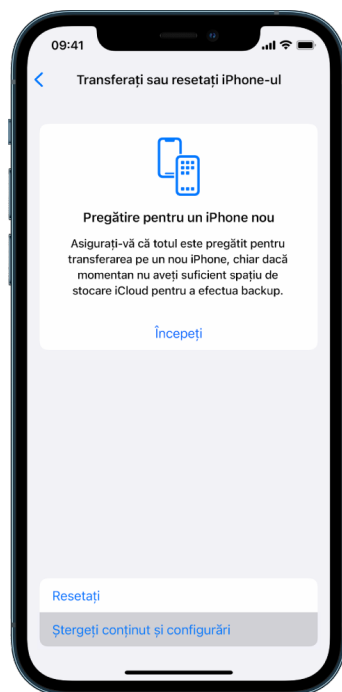 09:41
Transferați sau resetați iPhone-ul
Pregătire pentru un iPhone nou
Asigurați-vă că totul este pregătit pentru
transferarea pe un nou iPhone, chiar dacă
momentan nu aveți suficient spațiu de
stocare iCloud pentru a efectua backup.
Începeți
Resetați
Ștergeți conținut și configurări